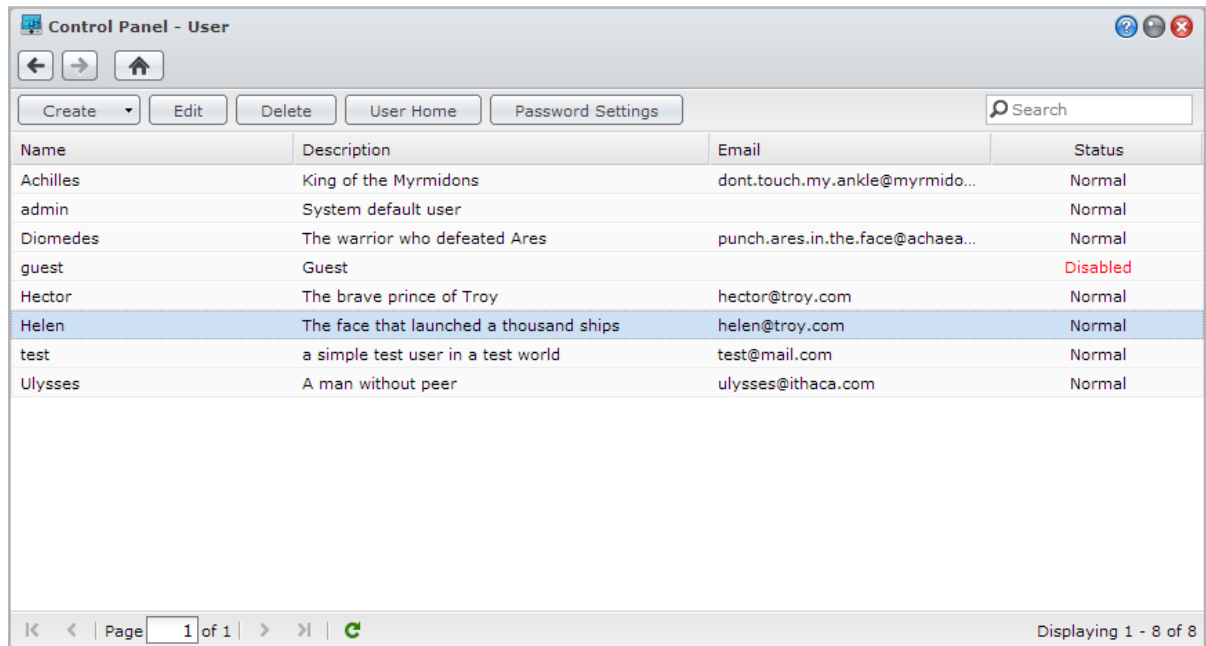 Control Panel - User
Create Edit Delete User Home Password Settings Search
Name Description Email Status
Achilles King of the Myrmidons dont.touch.my.ankle@myrmido... Normal
admin System default user Normal
Diomedes The warrior who defeated Ares punch.ares.in.the.face@achaea... Normal
guest Guest Disabled
Hector The brave prince of Troy hector@troy.com Normal
Helen The face that launched a thousand ships helen@troy.com Normal
test a simple test user in a test world test@mail.com Normal
Ulysses A man without peer ulysses@ithaca.com Normal
Page 1 of 1 Displaying 1 - 8 of 8